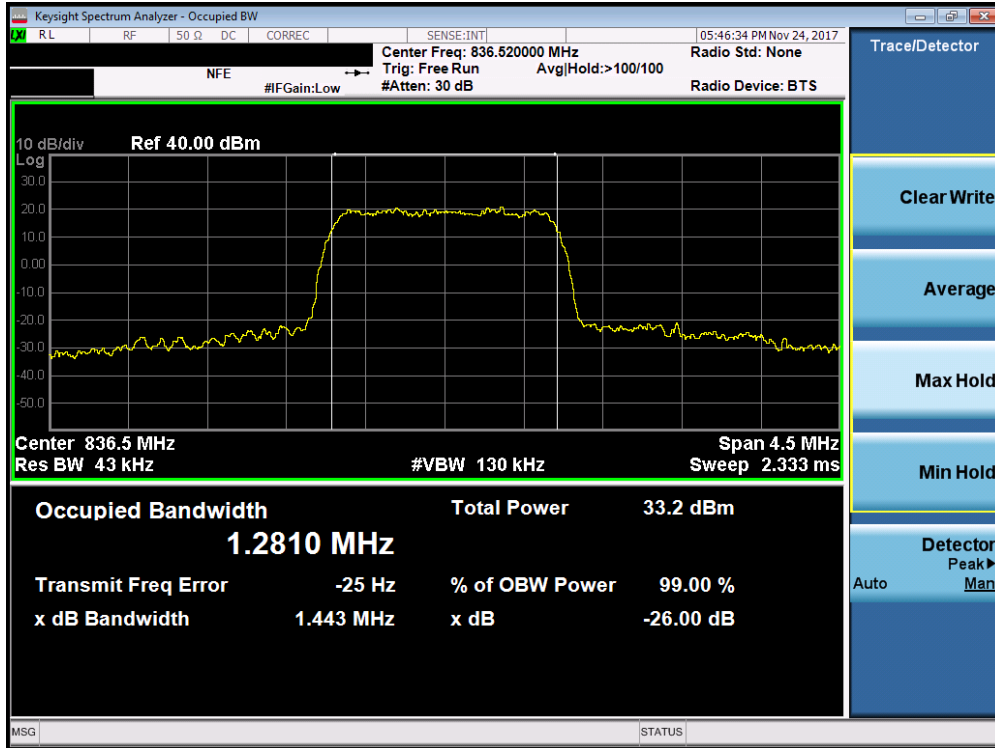 Keysight Spectrum Analyzer - Occupied BW
LXI RL RF 50 Ω DC CORREC SENSE:INT 05:46:34 PM Nov 24, 2017
Center Freq: 836.520000 MHz Radio Std: None
NFE Trig: Free Run Avg|Hold:>100/100
#IFGain:Low #Atten: 30 dB Radio Device: BTS
10 dB/div Ref 40.00 dBm
Log
30.0
20.0
10.0
0.00
-10.0
-20.0
-30.0
-40.0
-50.0
Center 836.5 MHz Span 4.5 MHz
Res BW 43 kHz #VBW 130 kHz Sweep 2.333 ms
Occupied Bandwidth Total Power 33.2 dBm
1.2810 MHz
Transmit Freq Error -25 Hz % of OBW Power 99.00 %
x dB Bandwidth 1.443 MHz x dB -26.00 dB
MSG STATUS
Trace/Detector
Clear Write
Average
Max Hold
Min Hold
Detector
Peak▶
Auto Man